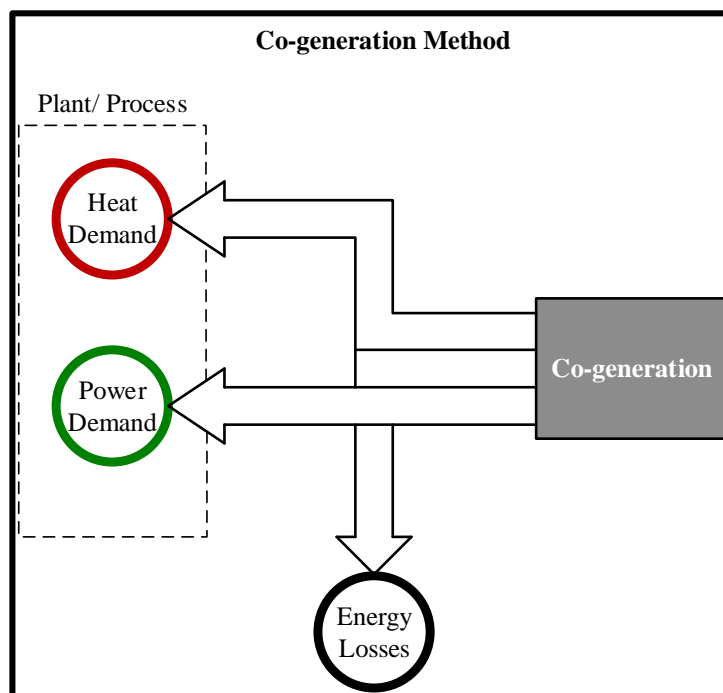 Co-generation Method
Plant/ Process
Heat
Demand
Co-generation
Power
Demand
Energy
Losses